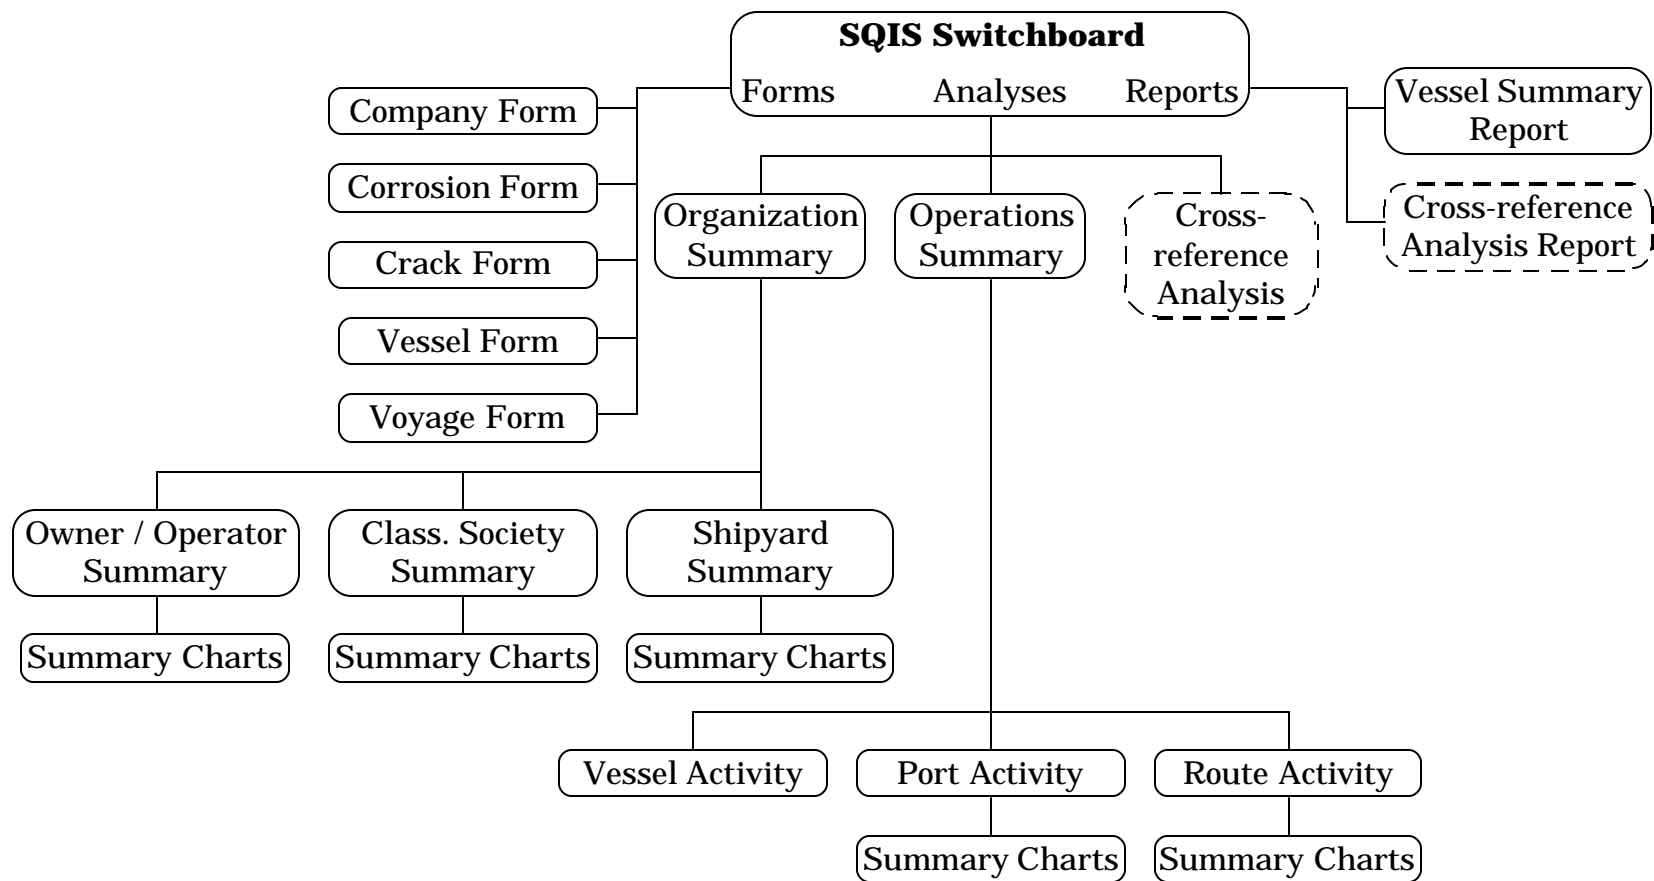 SQIS Switchboard
Forms Analyses Reports
Company Form
Corrosion Form
Crack Form
Vessel Form
Voyage Form
Organization
Summary
Operations
Summary
Cross-
reference
Analysis
Vessel Summary
Report
Cross-reference
Analysis Report
Owner / Operator
Summary
Class. Society
Summary
Shipyard
Summary
Summary Charts
Summary Charts
Summary Charts
Vessel Activity
Port Activity
Route Activity
Summary Charts
Summary Charts